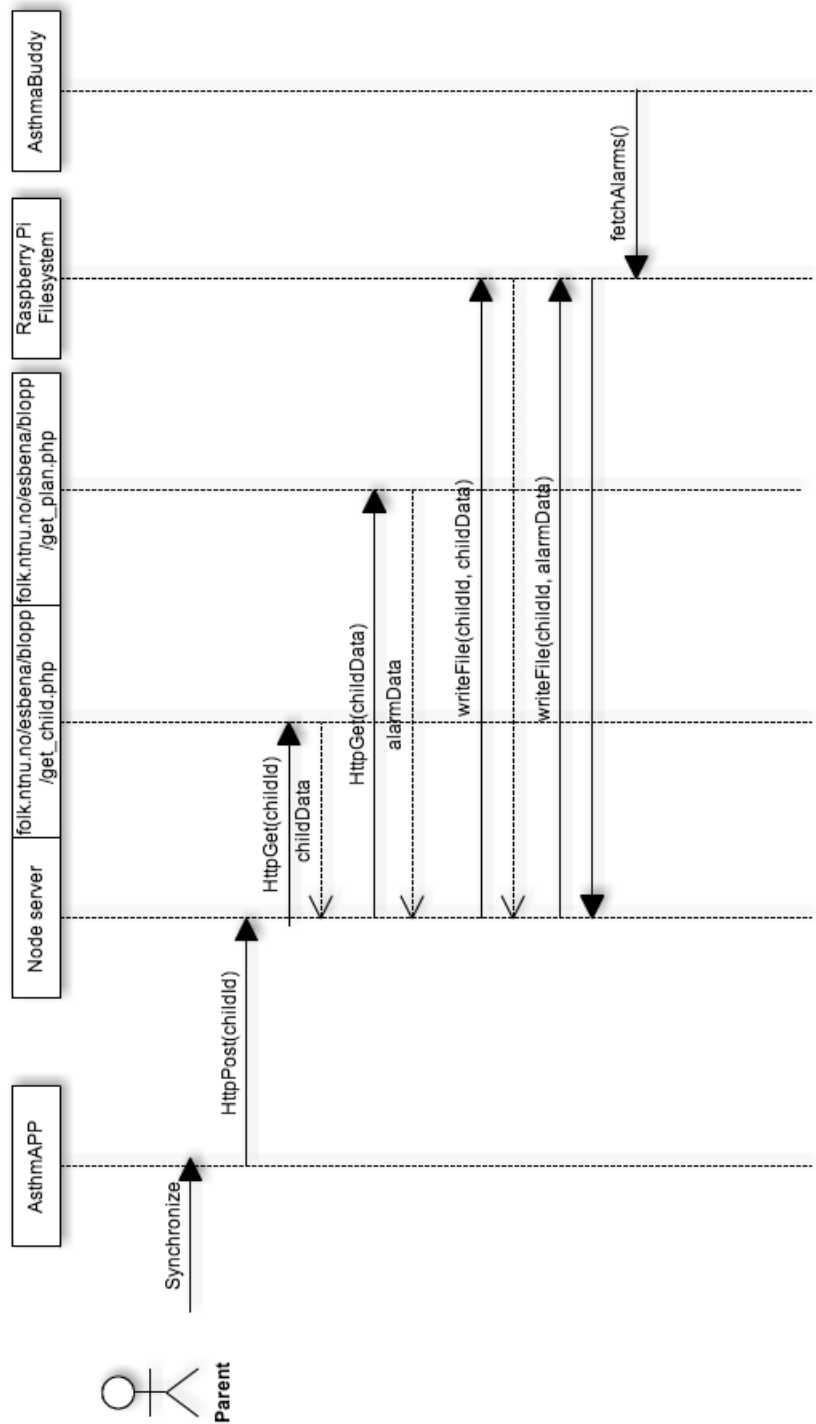 Parent
AsthmAPP
Node server
folk.ntnu.no/esbena/blopp
/get_child.php
folk.ntnu.no/esbena/blopp
/get_plan.php
Raspberry Pi
Filesystem
AsthmaBuddy
Synchronize
HttpPost(childId)
HttpGet(childId)
childData
HttpGet(childData)
alarmData
writeFile(childId, childData)
writeFile(childId, alarmData)
fetchAlarms()